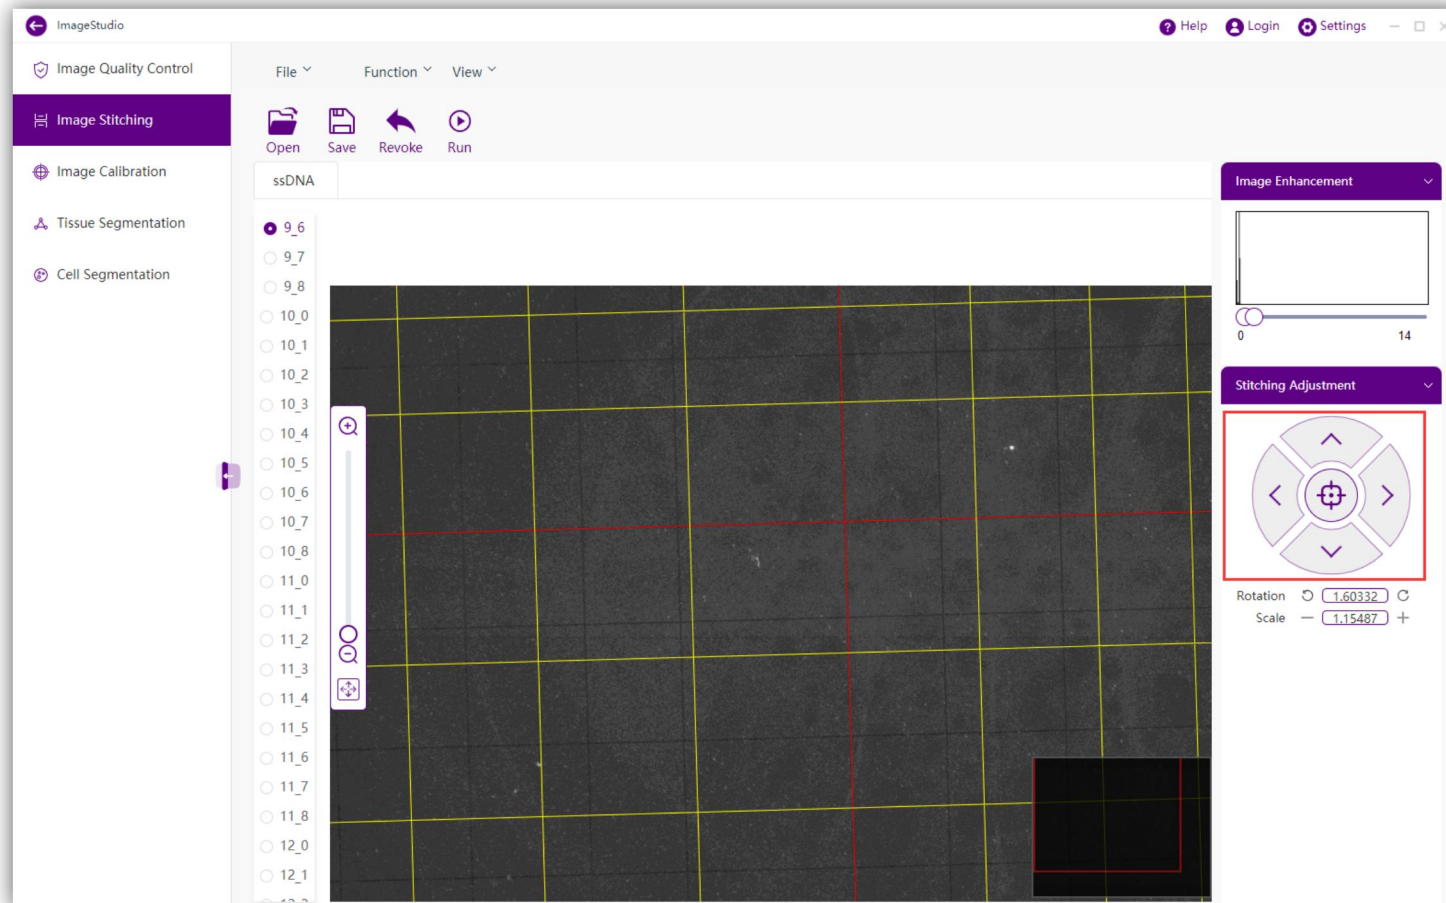 ImageStudio
Help Login Settings
Image Quality Control
Image Stitching
Image Calibration
Tissue Segmentation
Cell Segmentation
File Function View
Open Save Revoke Run
ssDNA
9_6
9_7
9_8
10_0
10_1
10_2
10_3
10_4
10_5
10_6
10_7
10_8
11_0
11_1
11_2
11_3
11_4
11_5
11_6
11_7
11_8
12_0
12_1
Image Enhancement
0 14
Stitching Adjustment
Rotation 1.60332
Scale 1.15487